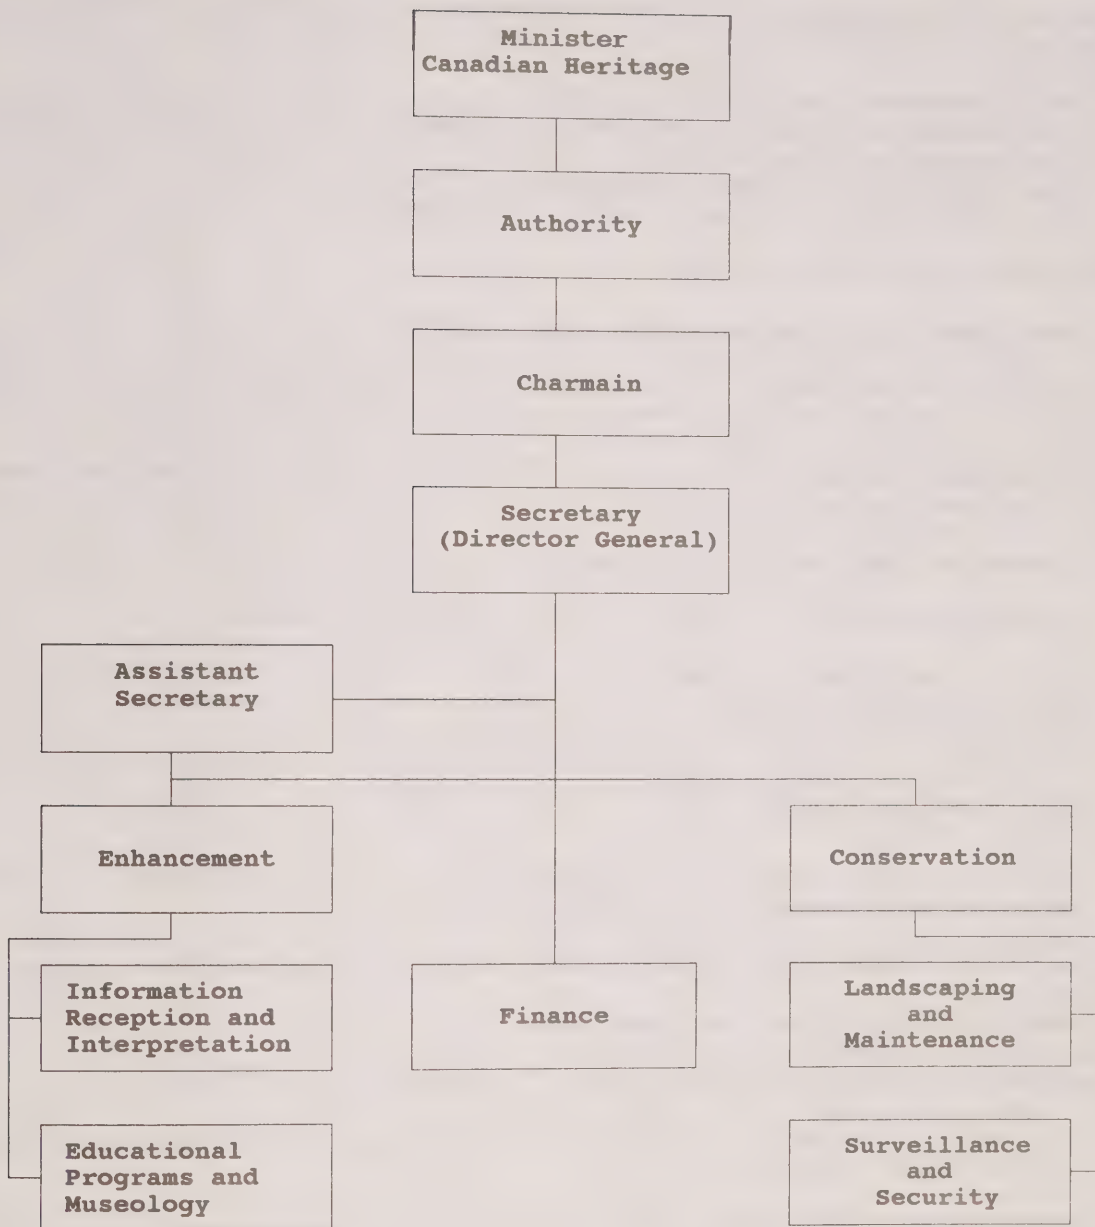 Minister
Canadian Heritage
Authority
Charmain
Secretary
(Director General)
Assistant
Secretary
Enhancement
Conservation
Information
Reception and
Interpretation
Finance
Landscaping
and
Maintenance
Educational
Programs and
Museology
Surveillance
and
Security